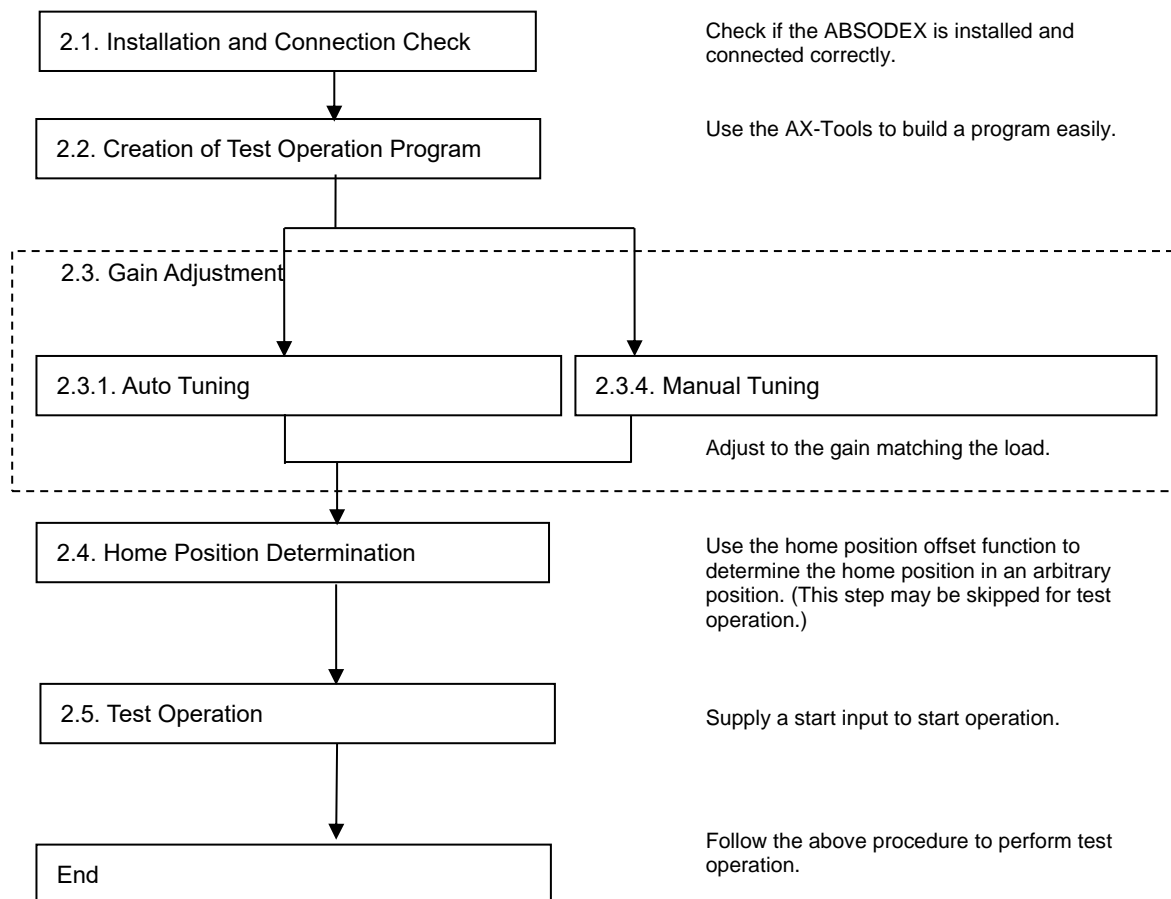 2.1. Installation and Connection Check
Check if the ABSODEX is installed and
connected correctly.
2.2. Creation of Test Operation Program
Use the AX-Tools to build a program easily.
2.3. Gain Adjustment
2.3.1. Auto Tuning
2.3.4. Manual Tuning
Adjust to the gain matching the load.
2.4. Home Position Determination
Use the home position offset function to
determine the home position in an arbitrary
position. (This step may be skipped for test
operation.)
2.5. Test Operation
Supply a start input to start operation.
End
Follow the above procedure to perform test
operation.